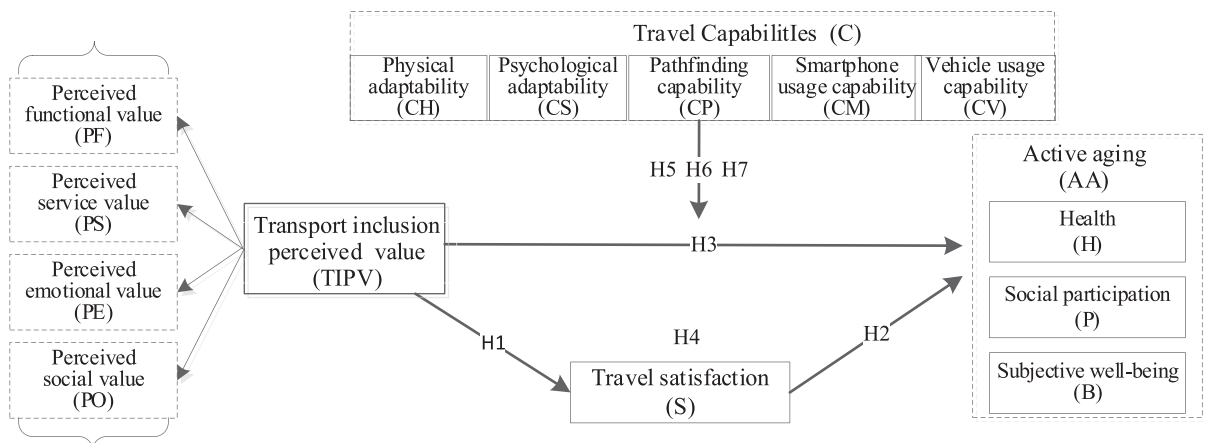 Travel CapabilitIes (C)
Physical
adaptability
(CH)
Psychological
adaptability
(CS)
Pathfinding
capability
(CP)
Smartphone
usage capability
(CM)
Vehicle usage
capability
(CV)
Perceived
functional value
(PF)
Perceived
service value
(PS)
Perceived
emotional value
(PE)
Perceived
social value
(PO)
Transport inclusion
perceived value
(TIPV)
H5 H6 H7
H3
H1
H4
H2
Travel satisfaction
(S)
Active aging
(AA)
Health
(H)
Social participation
(P)
Subjective well-being
(B)